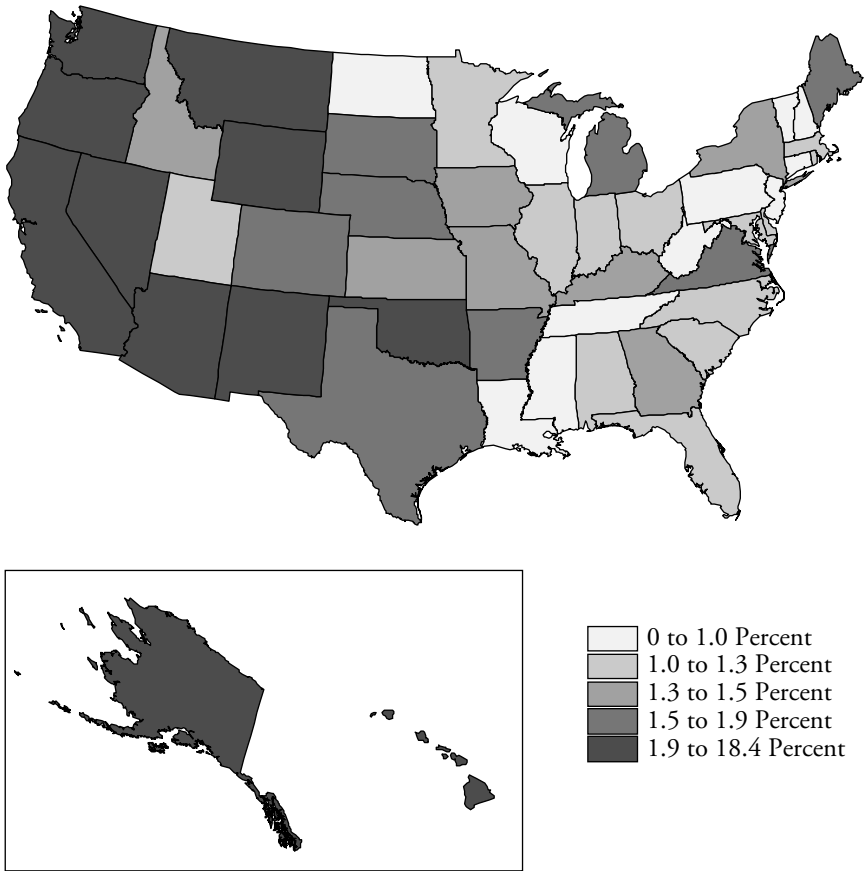 0 to 1.0 Percent
1.0 to 1.3 Percent
1.3 to 1.5 Percent
1.5 to 1.9 Percent
1.9 to 18.4 Percent